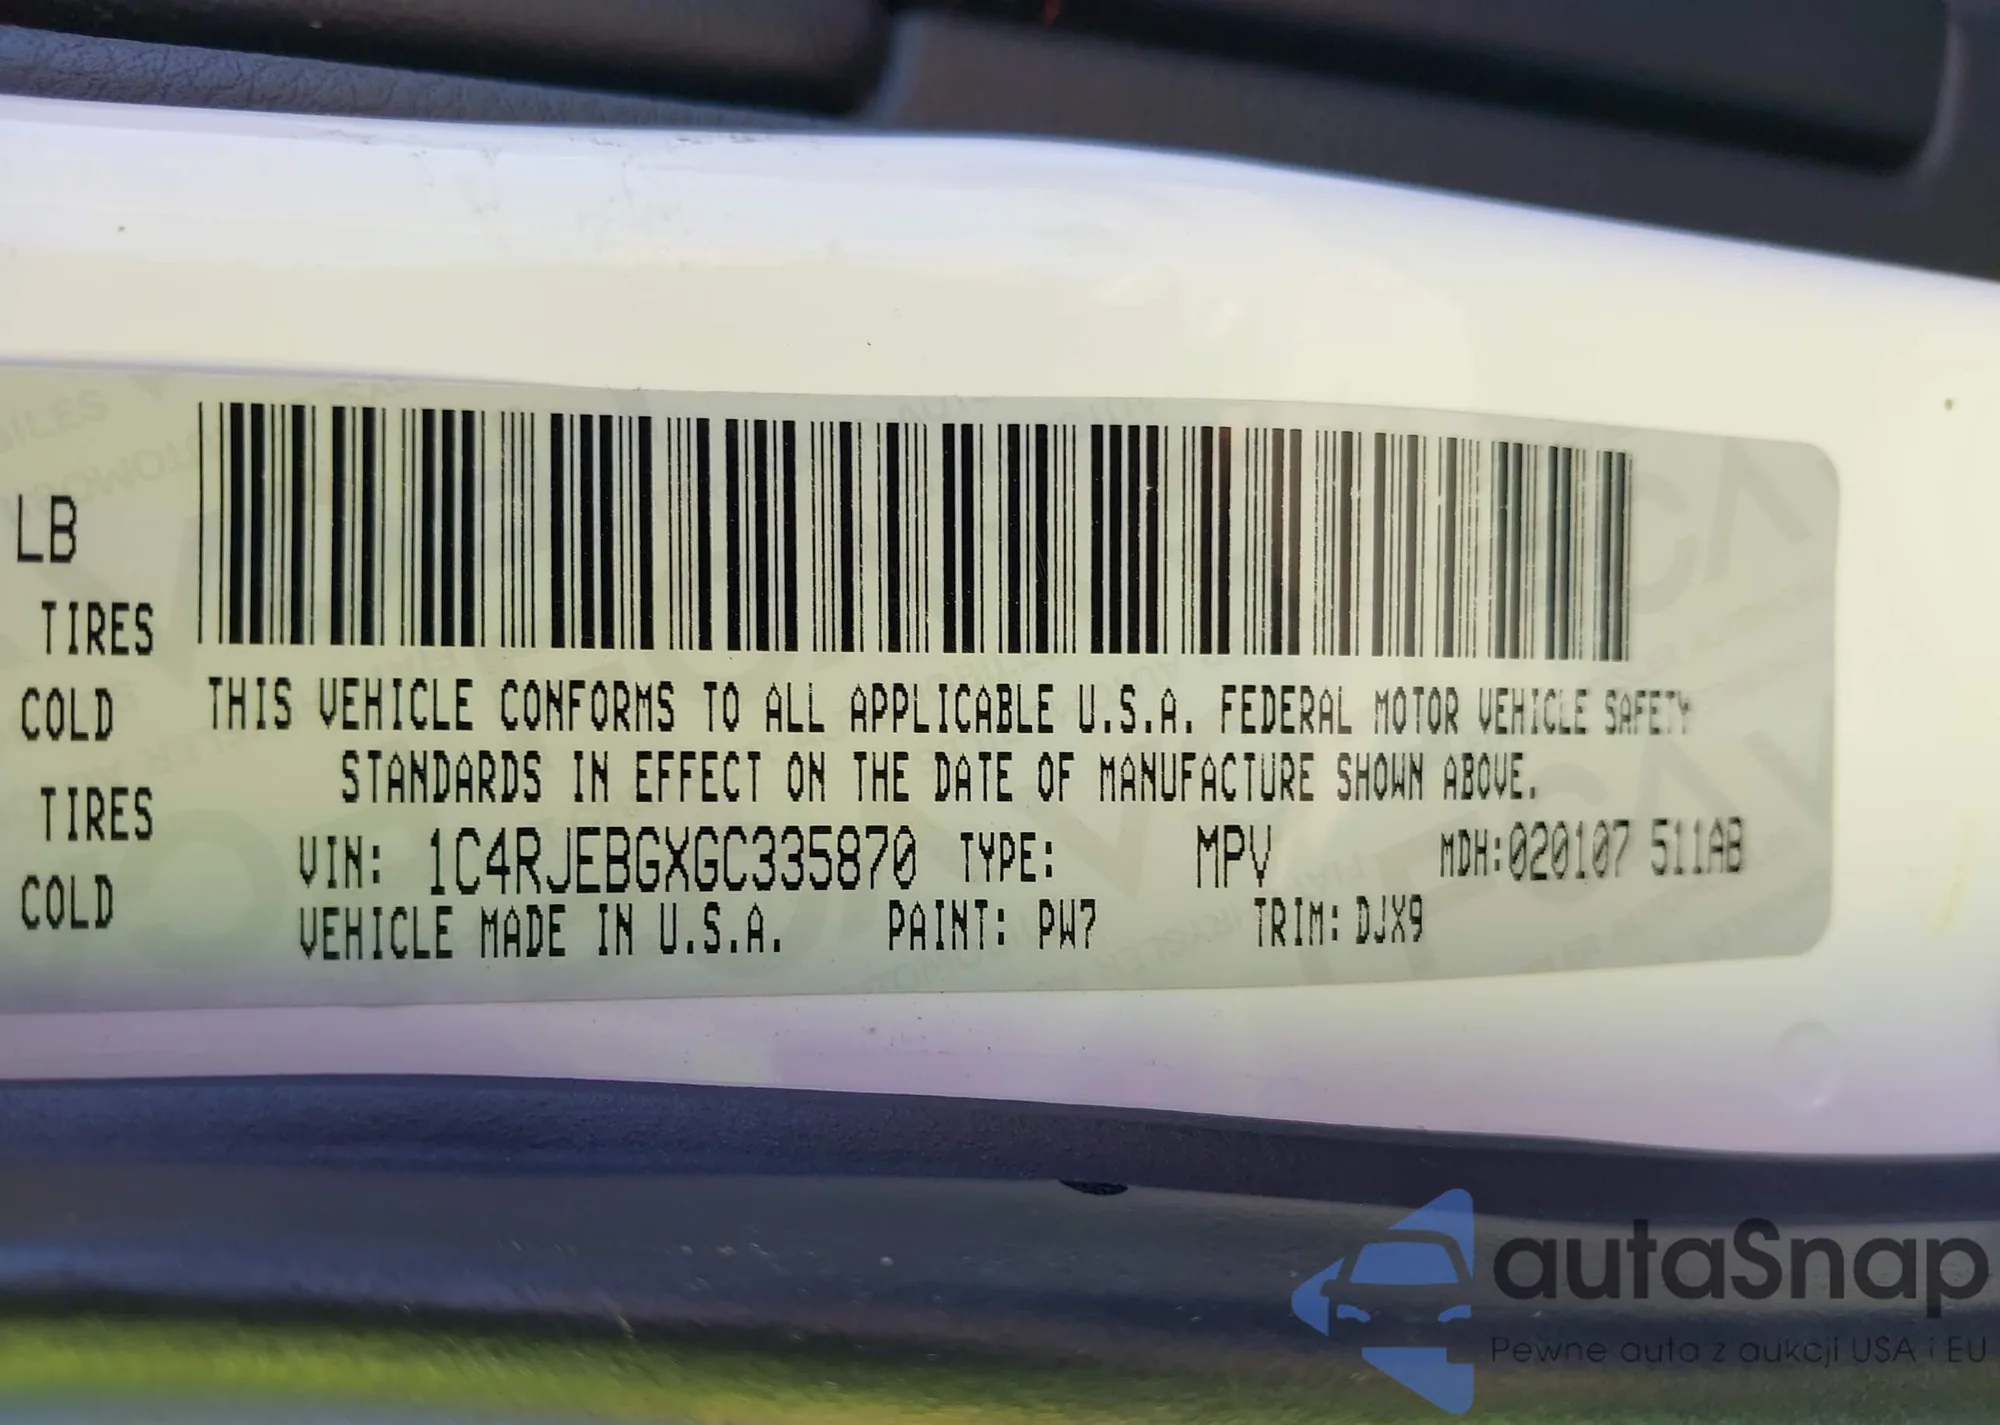 LB
TIRES
COLD
TIRES
COLD
THIS VEHICLE CONFORMS TO ALL APPLICABLE U.S.A. FEDERAL MOTOR VEHICLE SAFETY
STANDARDS IN EFFECT ON THE DATE OF MANUFACTURE SHOWN ABOVE.
VIN: 1C4RJEBGXGC335870 TYPE: MPV MDH:020107 511AB
VEHICLE MADE IN U.S.A. PAINT: PW7 TRIM: DJX9
autaSnap
Pewne auta z aukcji USA i EU